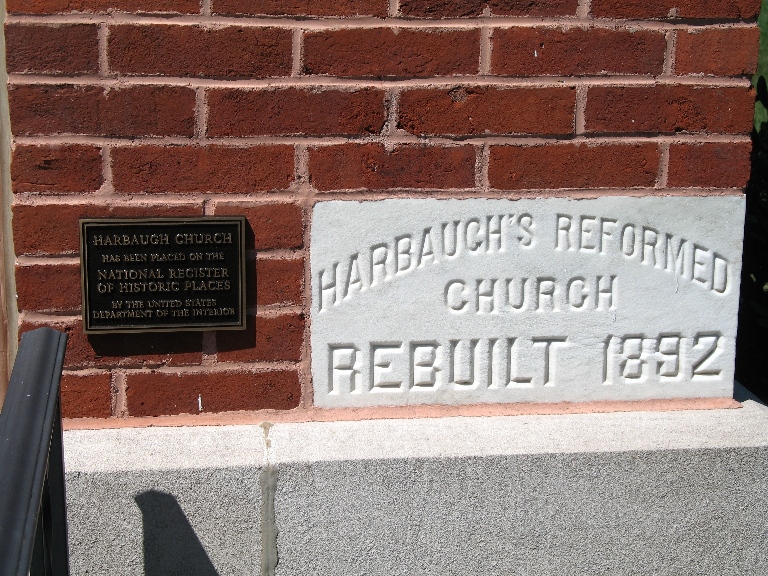 HARBAUGH CHURCH
HAS BEEN PLACED ON THE
NATIONAL REGISTER
OF HISTORIC PLACES
BY THE UNITED STATES
DEPARTMENT OF THE INTERIOR
HARBAUGH'S REFORMED
CHURCH
REBUILT 1892